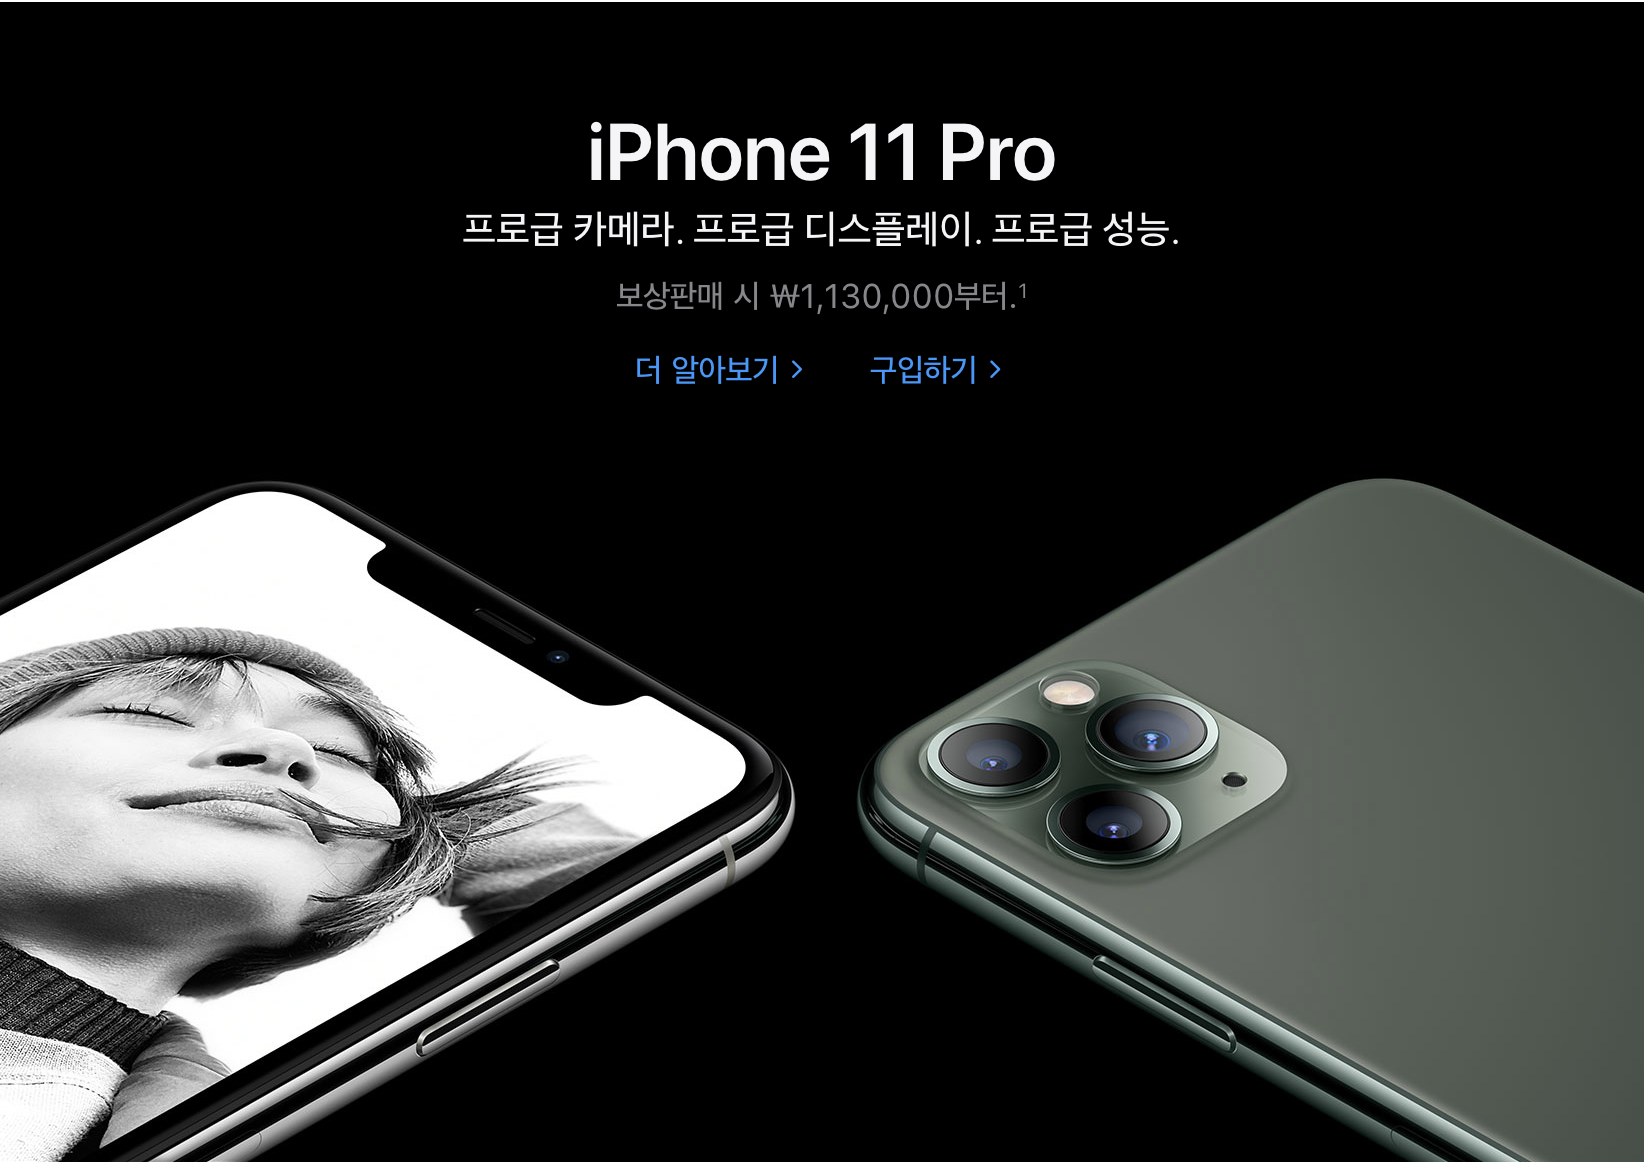 iPhone 11 Pro
프로급 카메라. 프로급 디스플레이. 프로급 성능.
보상판매 시 ₩1,130,000부터.¹
더 알아보기 > 구입하기 >